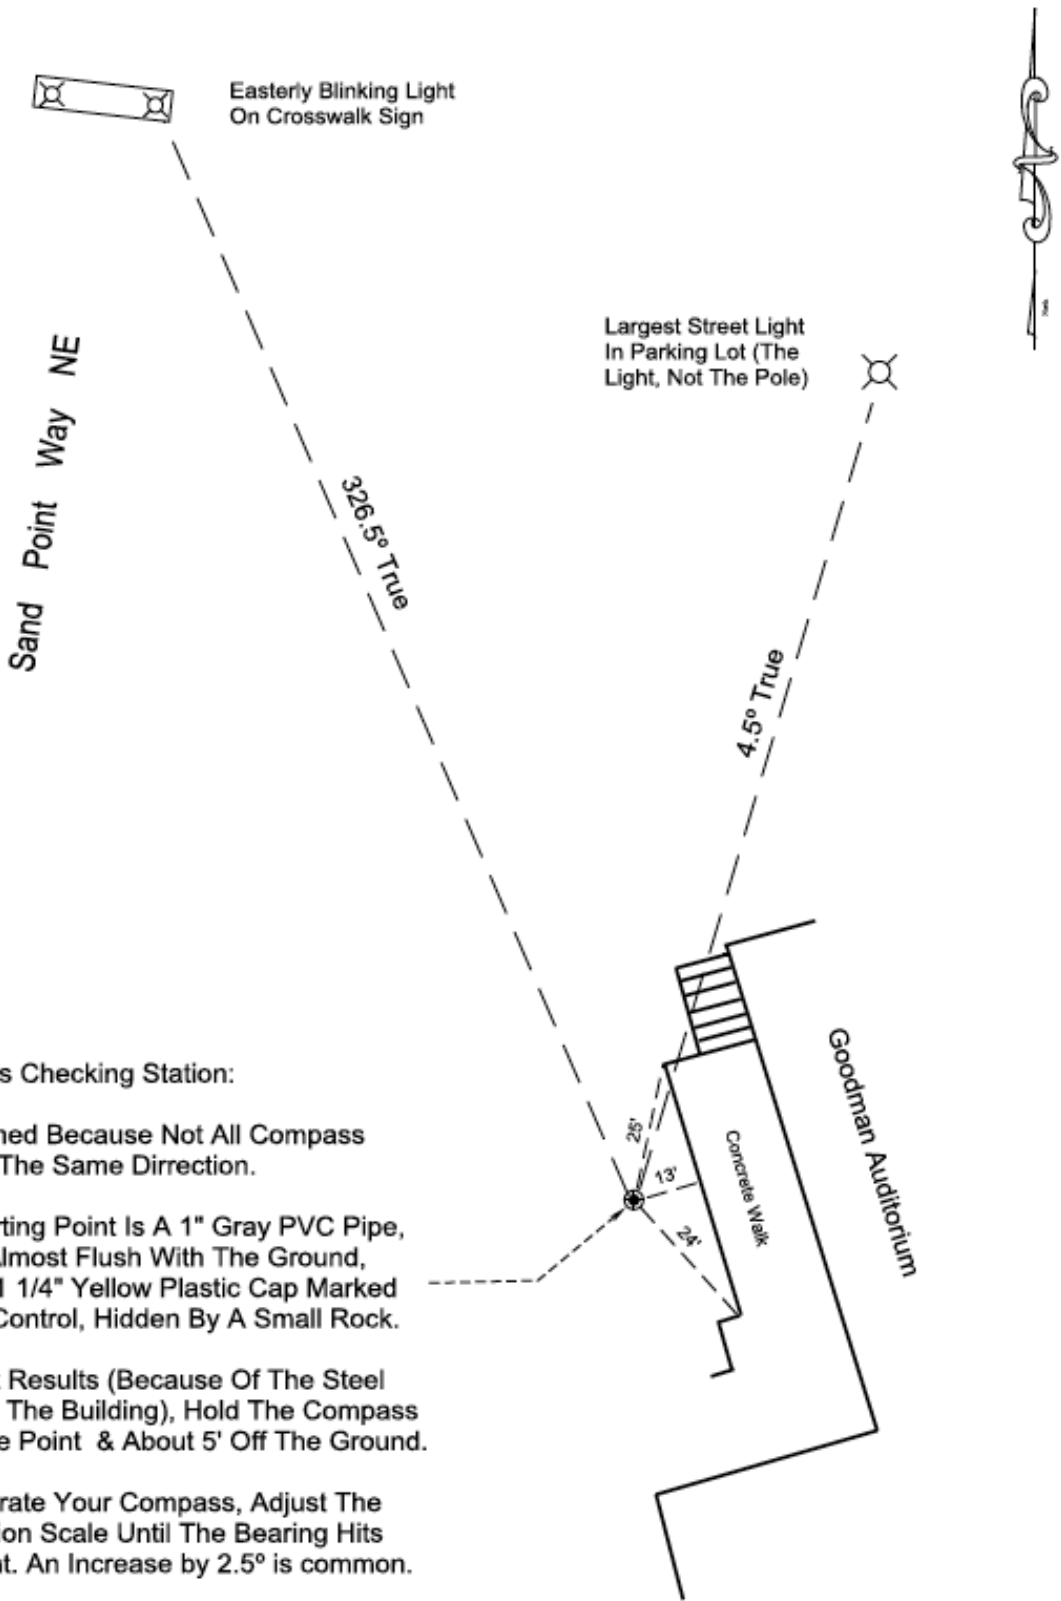 Easterly Blinking Light
On Crosswalk Sign
Largest Street Light
In Parking Lot (The
Light, Not The Pole)
Sand Point Way NE
326.5º True
4.5º True
25'
13'
24'
Concrete Walk
Goodman Auditorium
s Checking Station:
ned Because Not All Compass
The Same Dirrection.
rting Point Is A 1" Gray PVC Pipe,
Almost Flush With The Ground,
1 1/4" Yellow Plastic Cap Marked
Control, Hidden By A Small Rock.
t Results (Because Of The Steel
The Building), Hold The Compass
e Point & About 5' Off The Ground.
rate Your Compass, Adjust The
ion Scale Until The Bearing Hits
nt. An Increase by 2.5º is common.